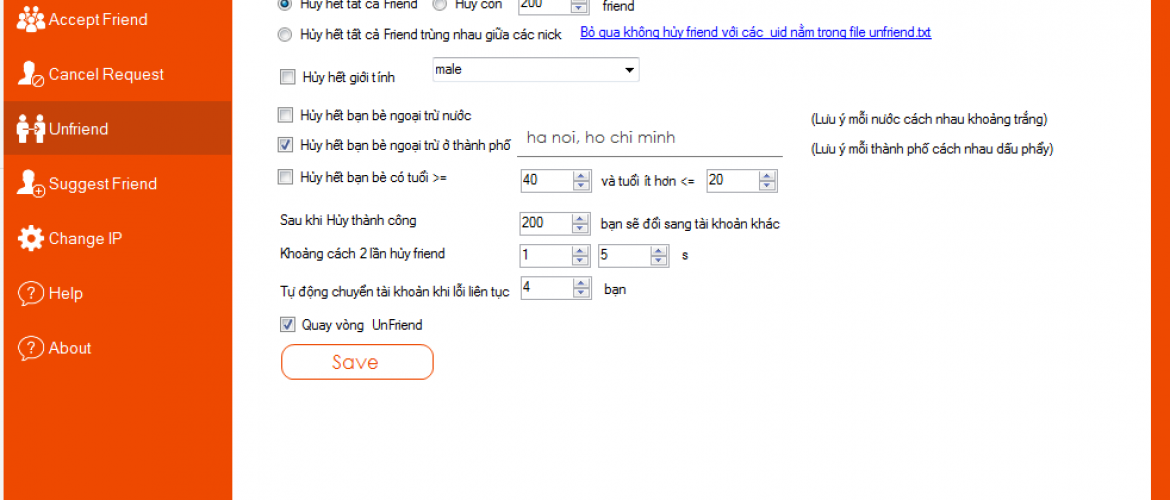 Accept Friend
Cancel Request
Unfriend
Suggest Friend
Change IP
Help
About
Hủy hết tất cả Friend Hủy còn 200 friend
Hủy hết tất cả Friend trùng nhau giữa các nick Bỏ qua không hủy friend với các uid nằm trong file unfriend.txt
Hủy hết giới tính male
Hủy hết bạn bè ngoại trừ nước (Lưu ý mỗi nước cách nhau khoảng trắng)
Hủy hết bạn bè ngoại trừ ở thành phố ha noi, ho chi minh (Lưu ý mỗi thành phố cách nhau dấu phẩy)
Hủy hết bạn bè có tuổi >= 40 và tuổi ít hơn <= 20
Sau khi Hủy thành công 200 bạn sẽ đổi sang tài khoản khác
Khoảng cách 2 lần hủy friend 1 5 s
Tự động chuyển tài khoản khi lỗi liên tục 4 bạn
Quay vòng UnFriend
Save